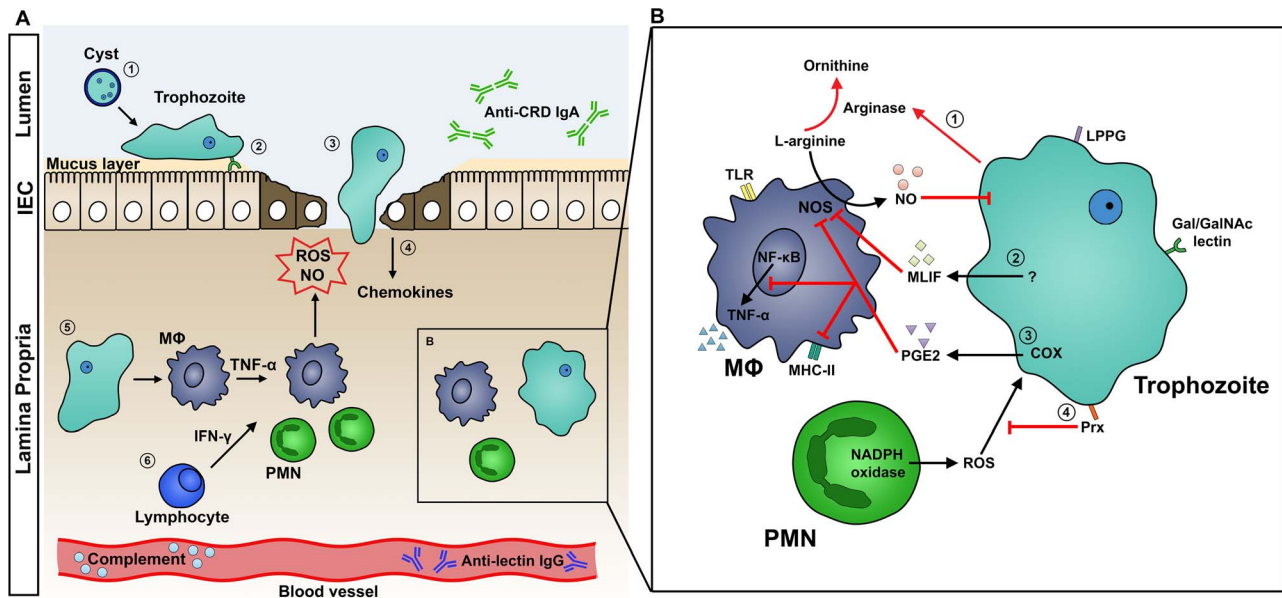 A
Lumen
IEC
Lamina Propria
Cyst
①
Trophozoite
②
③
Anti-CRD IgA
Mucus layer
ROS
NO
④
Chemokines
⑤
MΦ
TNF-α
IFN-γ
⑥
PMN
Lymphocyte
B
Complement
Anti-lectin IgG
Blood vessel
B
Ornithine
Arginase
①
L-arginine
LPPG
TLR
NOS
NO
Gal/GalNAc
lectin
NF-κB
②
?
MLIF
TNF-α
③
COX
PGE2
MΦ
MHC-II
Trophozoite
④
Prx
NADPH
oxidase
ROS
PMN